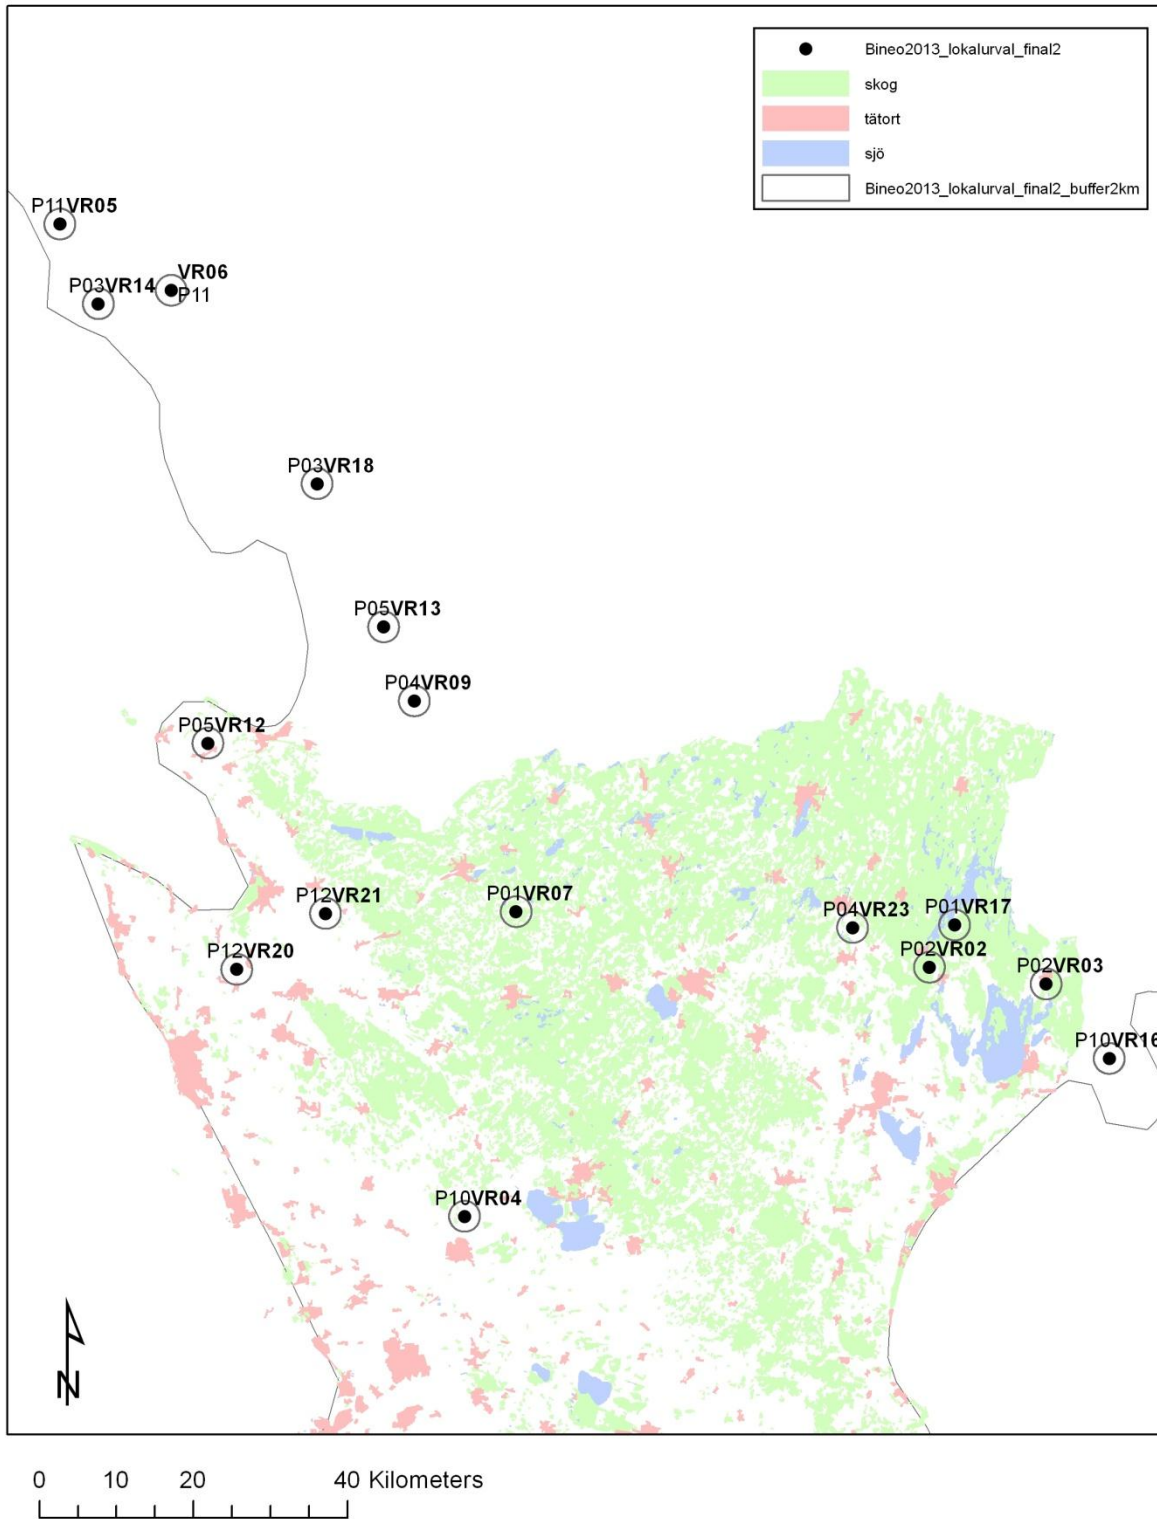 Bineo2013_lokalurval_final2
skog
tätort
sjö
Bineo2013_lokalurval_final2_buffer2km
P11VR05
VR06
P11
P03VR14
P03VR18
P05VR13
P04VR09
P05VR12
P12VR21
P01VR07
P04VR23
P01VR17
P12VR20
P02VR02
P02VR03
P10VR16
P10VR04
N
0 10 20 40 Kilometers